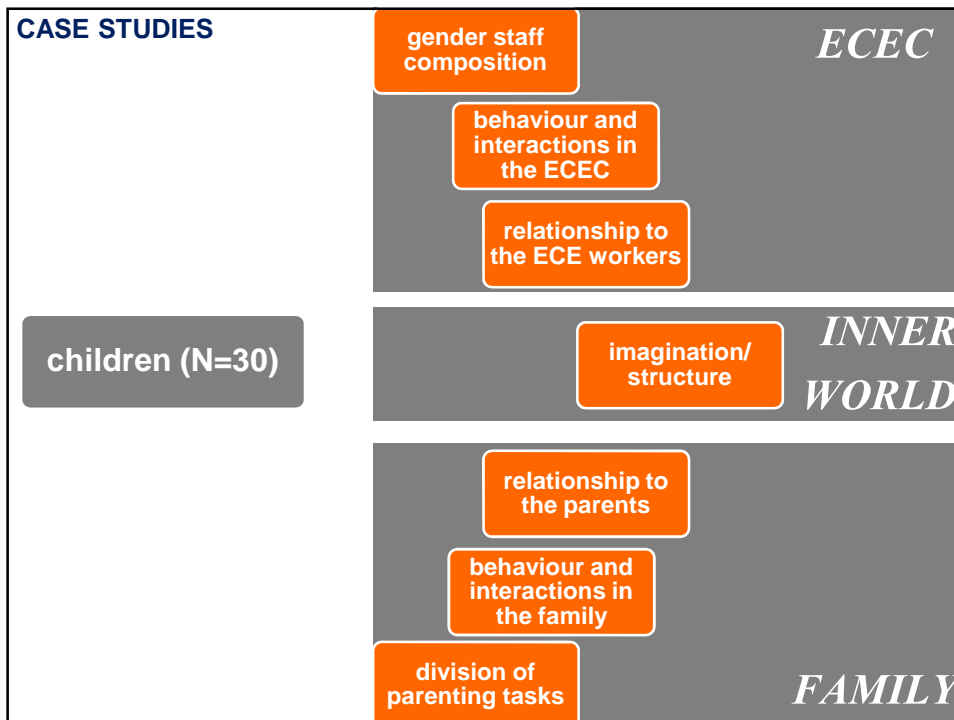 CASE STUDIES
gender staff
composition
ECEC
behaviour and
interactions in
the ECEC
relationship to
the ECE workers
children (N=30)
imagination/
structure
INNER
WORLD
relationship to
the parents
behaviour and
interactions in
the family
division of
parenting tasks
FAMILY